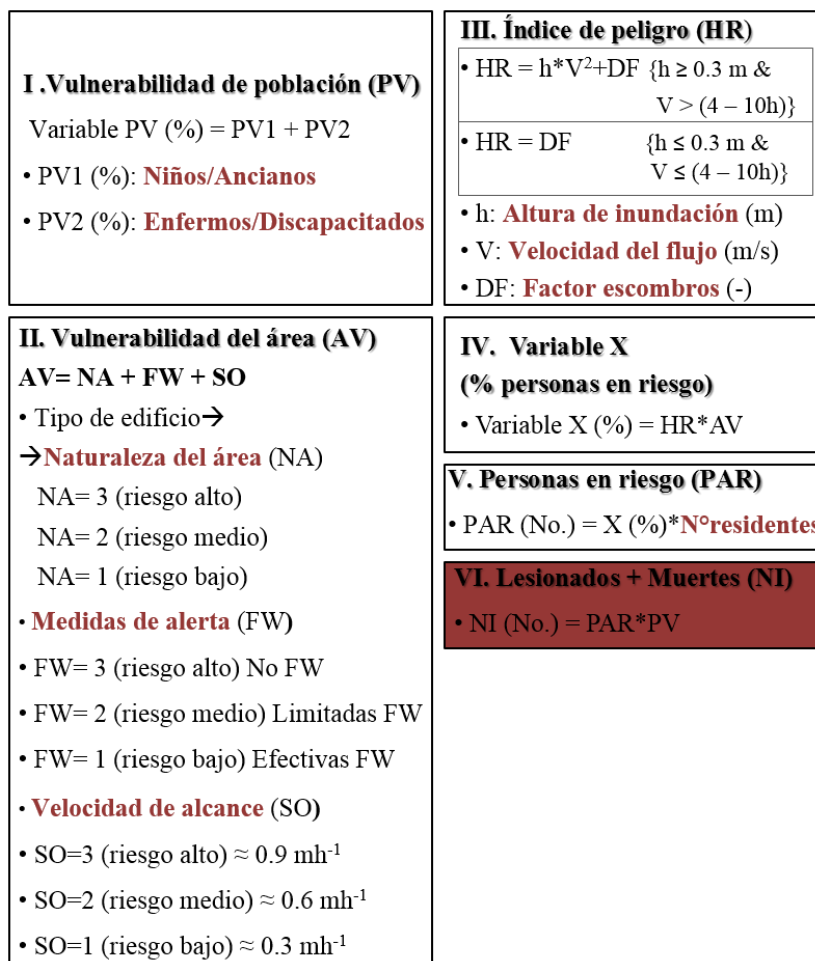 I .Vulnerabilidad de población (PV)
Variable PV (%) = PV1 + PV2
• PV1 (%): Niños/Ancianos
• PV2 (%): Enfermos/Discapacitados
II. Vulnerabilidad del área (AV)
AV= NA + FW + SO
• Tipo de edificio→
→Naturaleza del área (NA)
NA= 3 (riesgo alto)
NA= 2 (riesgo medio)
NA= 1 (riesgo bajo)
• Medidas de alerta (FW)
• FW= 3 (riesgo alto) No FW
• FW= 2 (riesgo medio) Limitadas FW
• FW= 1 (riesgo bajo) Efectivas FW
• Velocidad de alcance (SO)
• SO=3 (riesgo alto) ≈ 0.9 mh⁻¹
• SO=2 (riesgo medio) ≈ 0.6 mh⁻¹
• SO=1 (riesgo bajo) ≈ 0.3 mh⁻¹
III. Índice de peligro (HR)
• HR = h*V²+DF {h ≥ 0.3 m &
V > (4 – 10h)}
• HR = DF {h ≤ 0.3 m &
V ≤ (4 – 10h)}
• h: Altura de inundación (m)
• V: Velocidad del flujo (m/s)
• DF: Factor escombros (-)
IV. Variable X
(% personas en riesgo)
• Variable X (%) = HR*AV
V. Personas en riesgo (PAR)
• PAR (No.) = X (%)*N°residentes
VI. Lesionados + Muertes (NI)
• NI (No.) = PAR*PV